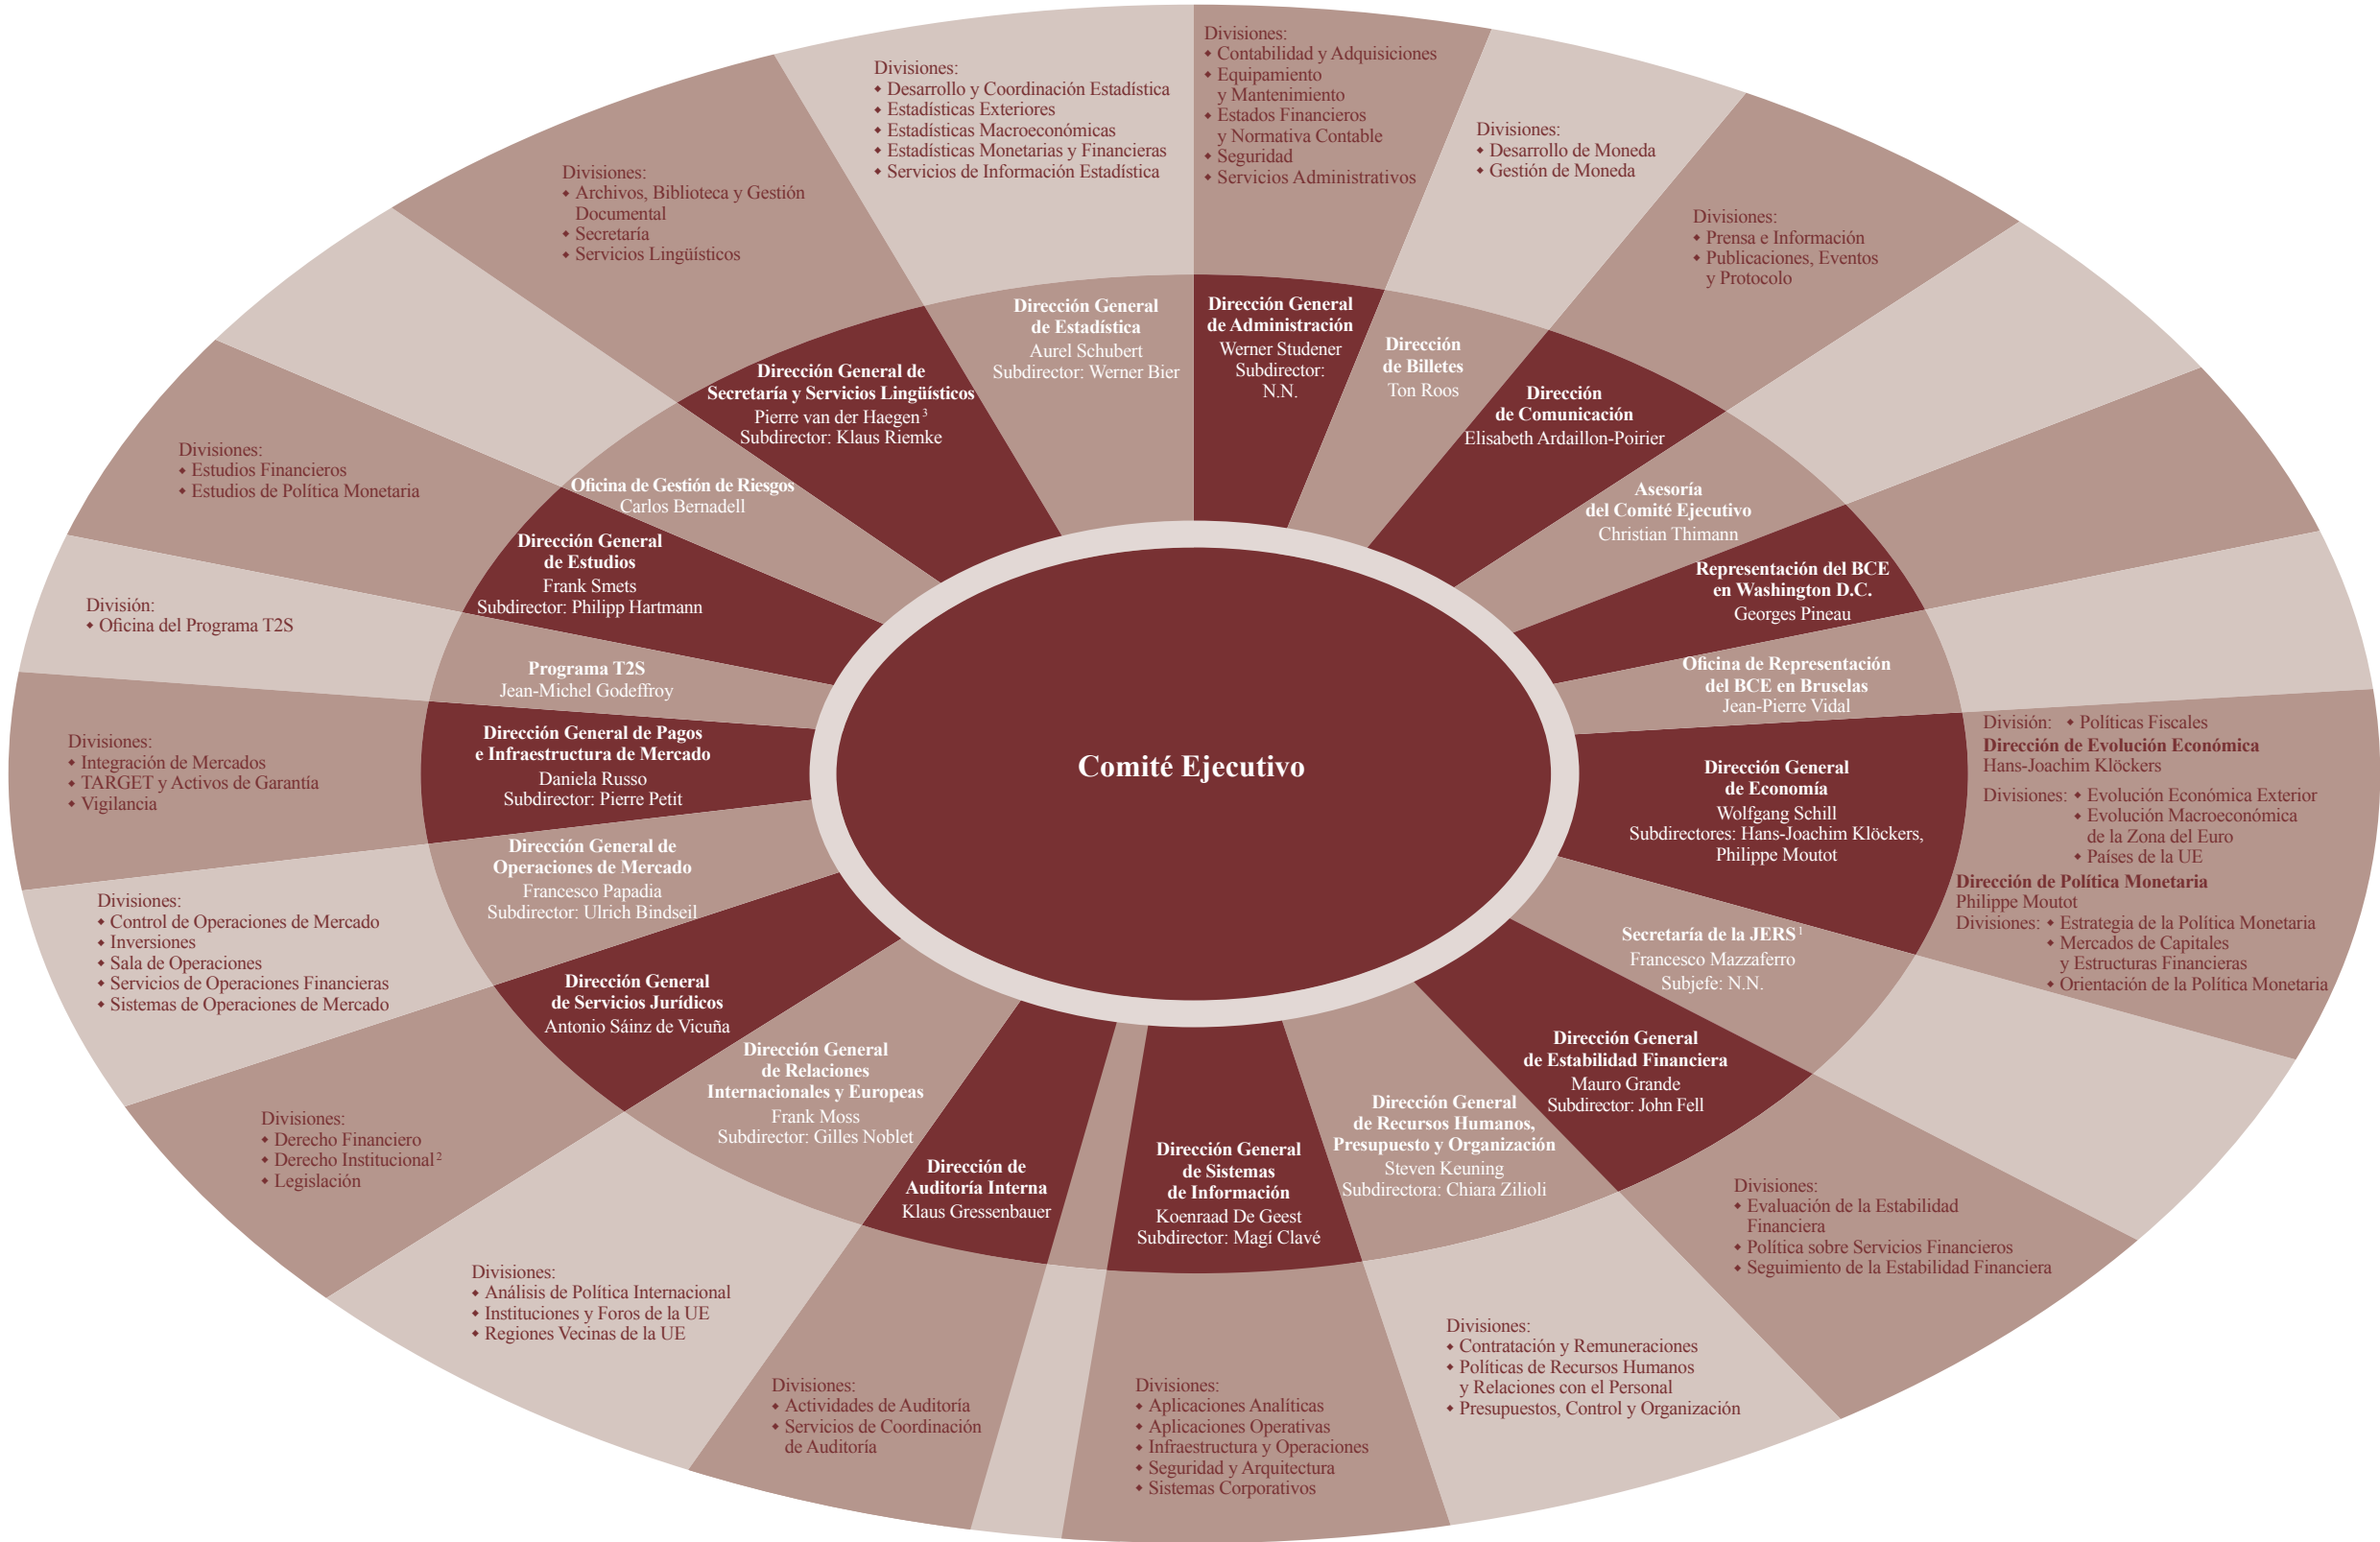 Comité Ejecutivo
Divisiones:
◆ Contabilidad y Adquisiciones
◆ Equipamiento
y Mantenimiento
◆ Estados Financieros
y Normativa Contable
◆ Seguridad
◆ Servicios Administrativos
Dirección General
de Administración
Werner Studener
Subdirector:
N.N.
Divisiones:
◆ Desarrollo de Moneda
◆ Gestión de Moneda
Dirección
de Billetes
Ton Roos
Divisiones:
◆ Prensa e Información
◆ Publicaciones, Eventos
y Protocolo
Dirección
de Comunicación
Elisabeth Ardaillon-Poirier
Asesoría
del Comité Ejecutivo
Christian Thimann
Representación del BCE
en Washington D.C.
Georges Pineau
Oficina de Representación
del BCE en Bruselas
Jean-Pierre Vidal
Dirección General
de Economía
Wolfgang Schill
Subdirectores: Hans-Joachim Klöckers,
Philippe Moutot
División: ◆ Políticas Fiscales
Dirección de Evolución Económica
Hans-Joachim Klöckers
Divisiones: ◆ Evolución Económica Exterior
◆ Evolución Macroeconómica
de la Zona del Euro
◆ Países de la UE
Dirección de Política Monetaria
Philippe Moutot
Divisiones: ◆ Estrategia de la Política Monetaria
◆ Mercados de Capitales
y Estructuras Financieras
◆ Orientación de la Política Monetaria
Secretaría de la JERS 1
Francesco Mazzaferro
Subjefe: N.N.
Dirección General
de Estabilidad Financiera
Mauro Grande
Subdirector: John Fell
Divisiones:
◆ Evaluación de la Estabilidad
Financiera
◆ Política sobre Servicios Financieros
◆ Seguimiento de la Estabilidad Financiera
Dirección General
de Recursos Humanos,
Presupuesto y Organización
Steven Keuning
Subdirectora: Chiara Zilioli
Divisiones:
◆ Contratación y Remuneraciones
◆ Políticas de Recursos Humanos
y Relaciones con el Personal
◆ Presupuestos, Control y Organización
Dirección General
de Sistemas
de Información
Koenraad De Geest
Subdirector: Magí Clavé
Divisiones:
◆ Aplicaciones Analíticas
◆ Aplicaciones Operativas
◆ Infraestructura y Operaciones
◆ Seguridad y Arquitectura
◆ Sistemas Corporativos
Dirección de
Auditoría Interna
Klaus Gressenbauer
Divisiones:
◆ Actividades de Auditoría
◆ Servicios de Coordinación
de Auditoría
Dirección General
de Relaciones
Internacionales y Europeas
Frank Moss
Subdirector: Gilles Noblet
Divisiones:
◆ Análisis de Política Internacional
◆ Instituciones y Foros de la UE
◆ Regiones Vecinas de la UE
Dirección General
de Servicios Jurídicos
Antonio Sáinz de Vicuña
Divisiones:
◆ Derecho Financiero
◆ Derecho Institucional 2
◆ Legislación
Dirección General de
Operaciones de Mercado
Francesco Papadia
Subdirector: Ulrich Bindseil
Divisiones:
◆ Control de Operaciones de Mercado
◆ Inversiones
◆ Sala de Operaciones
◆ Servicios de Operaciones Financieras
◆ Sistemas de Operaciones de Mercado
Dirección General de Pagos
e Infraestructura de Mercado
Daniela Russo
Subdirector: Pierre Petit
Divisiones:
◆ Integración de Mercados
◆ TARGET y Activos de Garantía
◆ Vigilancia
Programa T2S
Jean-Michel Godeffroy
División:
◆ Oficina del Programa T2S
Dirección General
de Estudios
Frank Smets
Subdirector: Philipp Hartmann
Divisiones:
◆ Estudios Financieros
◆ Estudios de Política Monetaria
Oficina de Gestión de Riesgos
Carlos Bernadell
Dirección General de
Secretaría y Servicios Lingüísticos
Pierre van der Haegen 3
Subdirector: Klaus Riemke
Divisiones:
◆ Archivos, Biblioteca y Gestión
Documental
◆ Secretaría
◆ Servicios Lingüísticos
Dirección General
de Estadística
Aurel Schubert
Subdirector: Werner Bier
Divisiones:
◆ Desarrollo y Coordinación Estadística
◆ Estadísticas Exteriores
◆ Estadísticas Macroeconómicas
◆ Estadísticas Monetarias y Financieras
◆ Servicios de Información Estadística